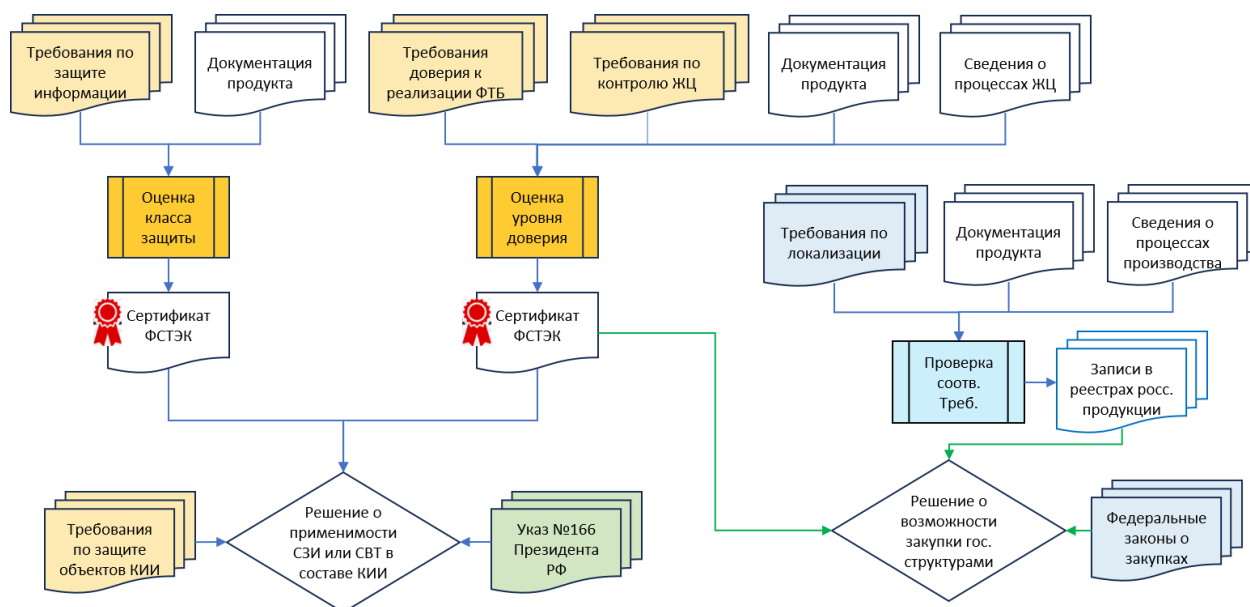 Требования по
защите
информации
Документация
продукта
Требования
доверия к
реализации ФТБ
Требования по
контролю ЖЦ
Документация
продукта
Сведения о
процессах ЖЦ
Оценка
класса
защиты
Оценка
уровня
доверия
Требования по
локализации
Документация
продукта
Сведения о
процессах
производства
Сертификат
ФСТЭК
Сертификат
ФСТЭК
Проверка
соотв.
Треб.
Записи в
реестрах росс.
продукции
Требования
по защите
объектов КИИ
Решение о
применимости
СЗИ или СВТ в
составе КИИ
Указ №166
Президента
РФ
Решение о
возможности
закупки гос.
структурами
Федеральные
законы о
закупках